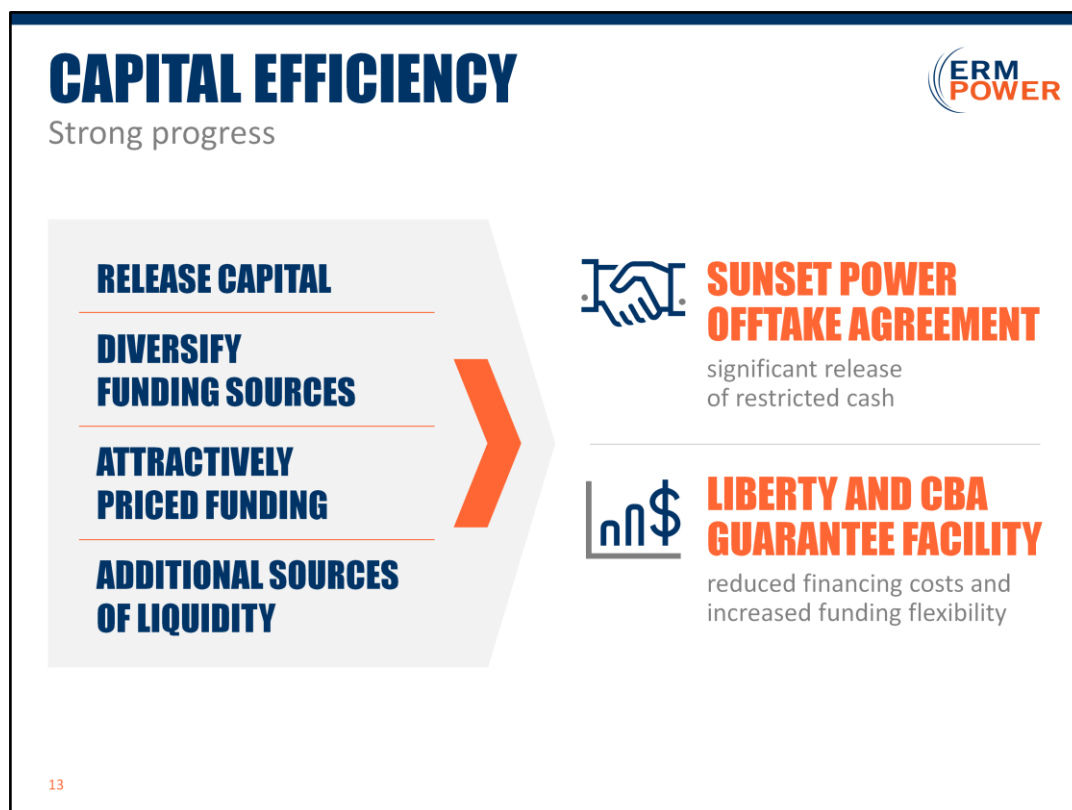 CAPITAL EFFICIENCY
Strong progress
ERM
POWER
RELEASE CAPITAL
DIVERSIFY
FUNDING SOURCES
ATTRACTIVELY
PRICED FUNDING
ADDITIONAL SOURCES
OF LIQUIDITY
SUNSET POWER
OFFTAKE AGREEMENT
significant release
of restricted cash
$
LIBERTY AND CBA
GUARANTEE FACILITY
reduced financing costs and
increased funding flexibility
13